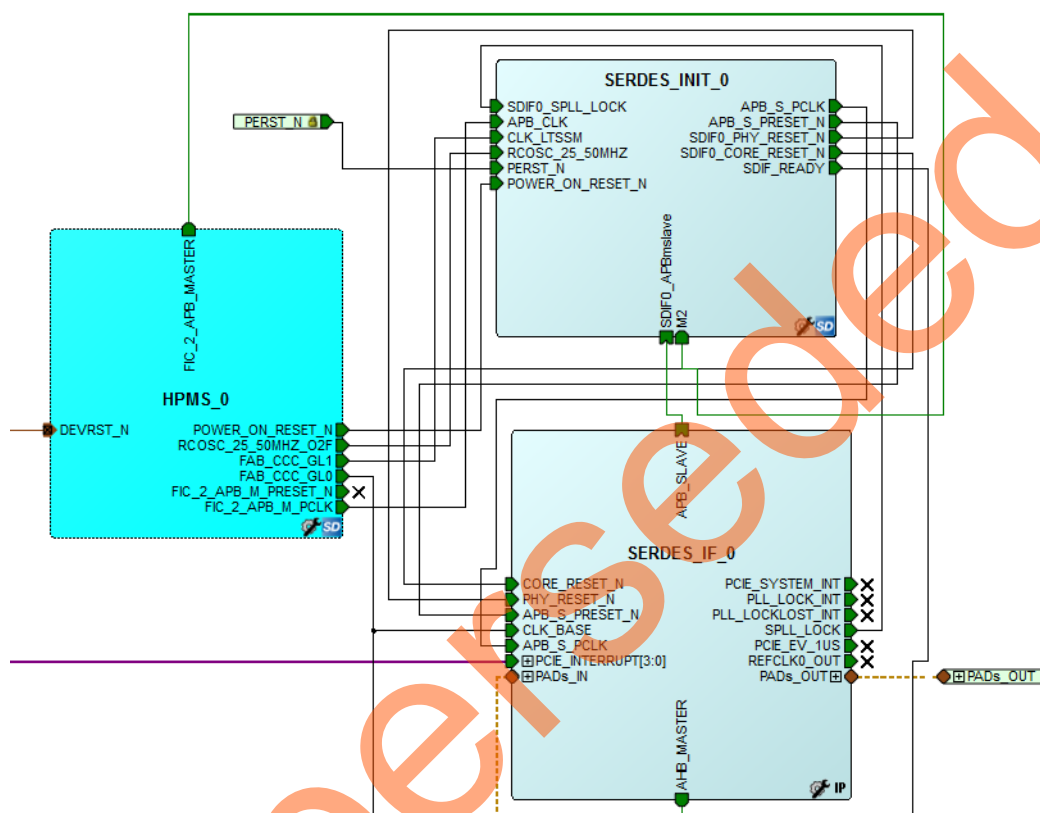 SERDES_INIT_0
SDIF0_SPLL_LOCK
APB_CLK
CLK_LTSSM
RCOSC_25_50MHZ
PERST_N
POWER_ON_RESET_N
APB_S_PCLK
APB_S_PRESET_N
SDIF0_PHY_RESET_N
SDIF0_CORE_RESET_N
SDIF_READY
SDIF0_APBmslave
M2
SD
PERST_N
FIC_2_APB_MASTER
HPMS_0
DEVRST_N
POWER_ON_RESET_N
RCOSC_25_50MHZ_O2F
FAB_CCC_GL1
FAB_CCC_GL0
FIC_2_APB_M_PRESET_N
FIC_2_APB_M_PCLK
SD
APB_SLAVE
SERDES_IF_0
CORE_RESET_N
PHY_RESET_N
APB_S_PRESET_N
CLK_BASE
APB_S_PCLK
PCIE_INTERRUPT[3:0]
PADs_IN
PCIE_SYSTEM_INT
PLL_LOCK_INT
PLL_LOCKLOST_INT
SPLL_LOCK
PCIE_EV_1US
REFCLK0_OUT
PADs_OUT
AHB_MASTER
IP
PADs_OUT
perseded